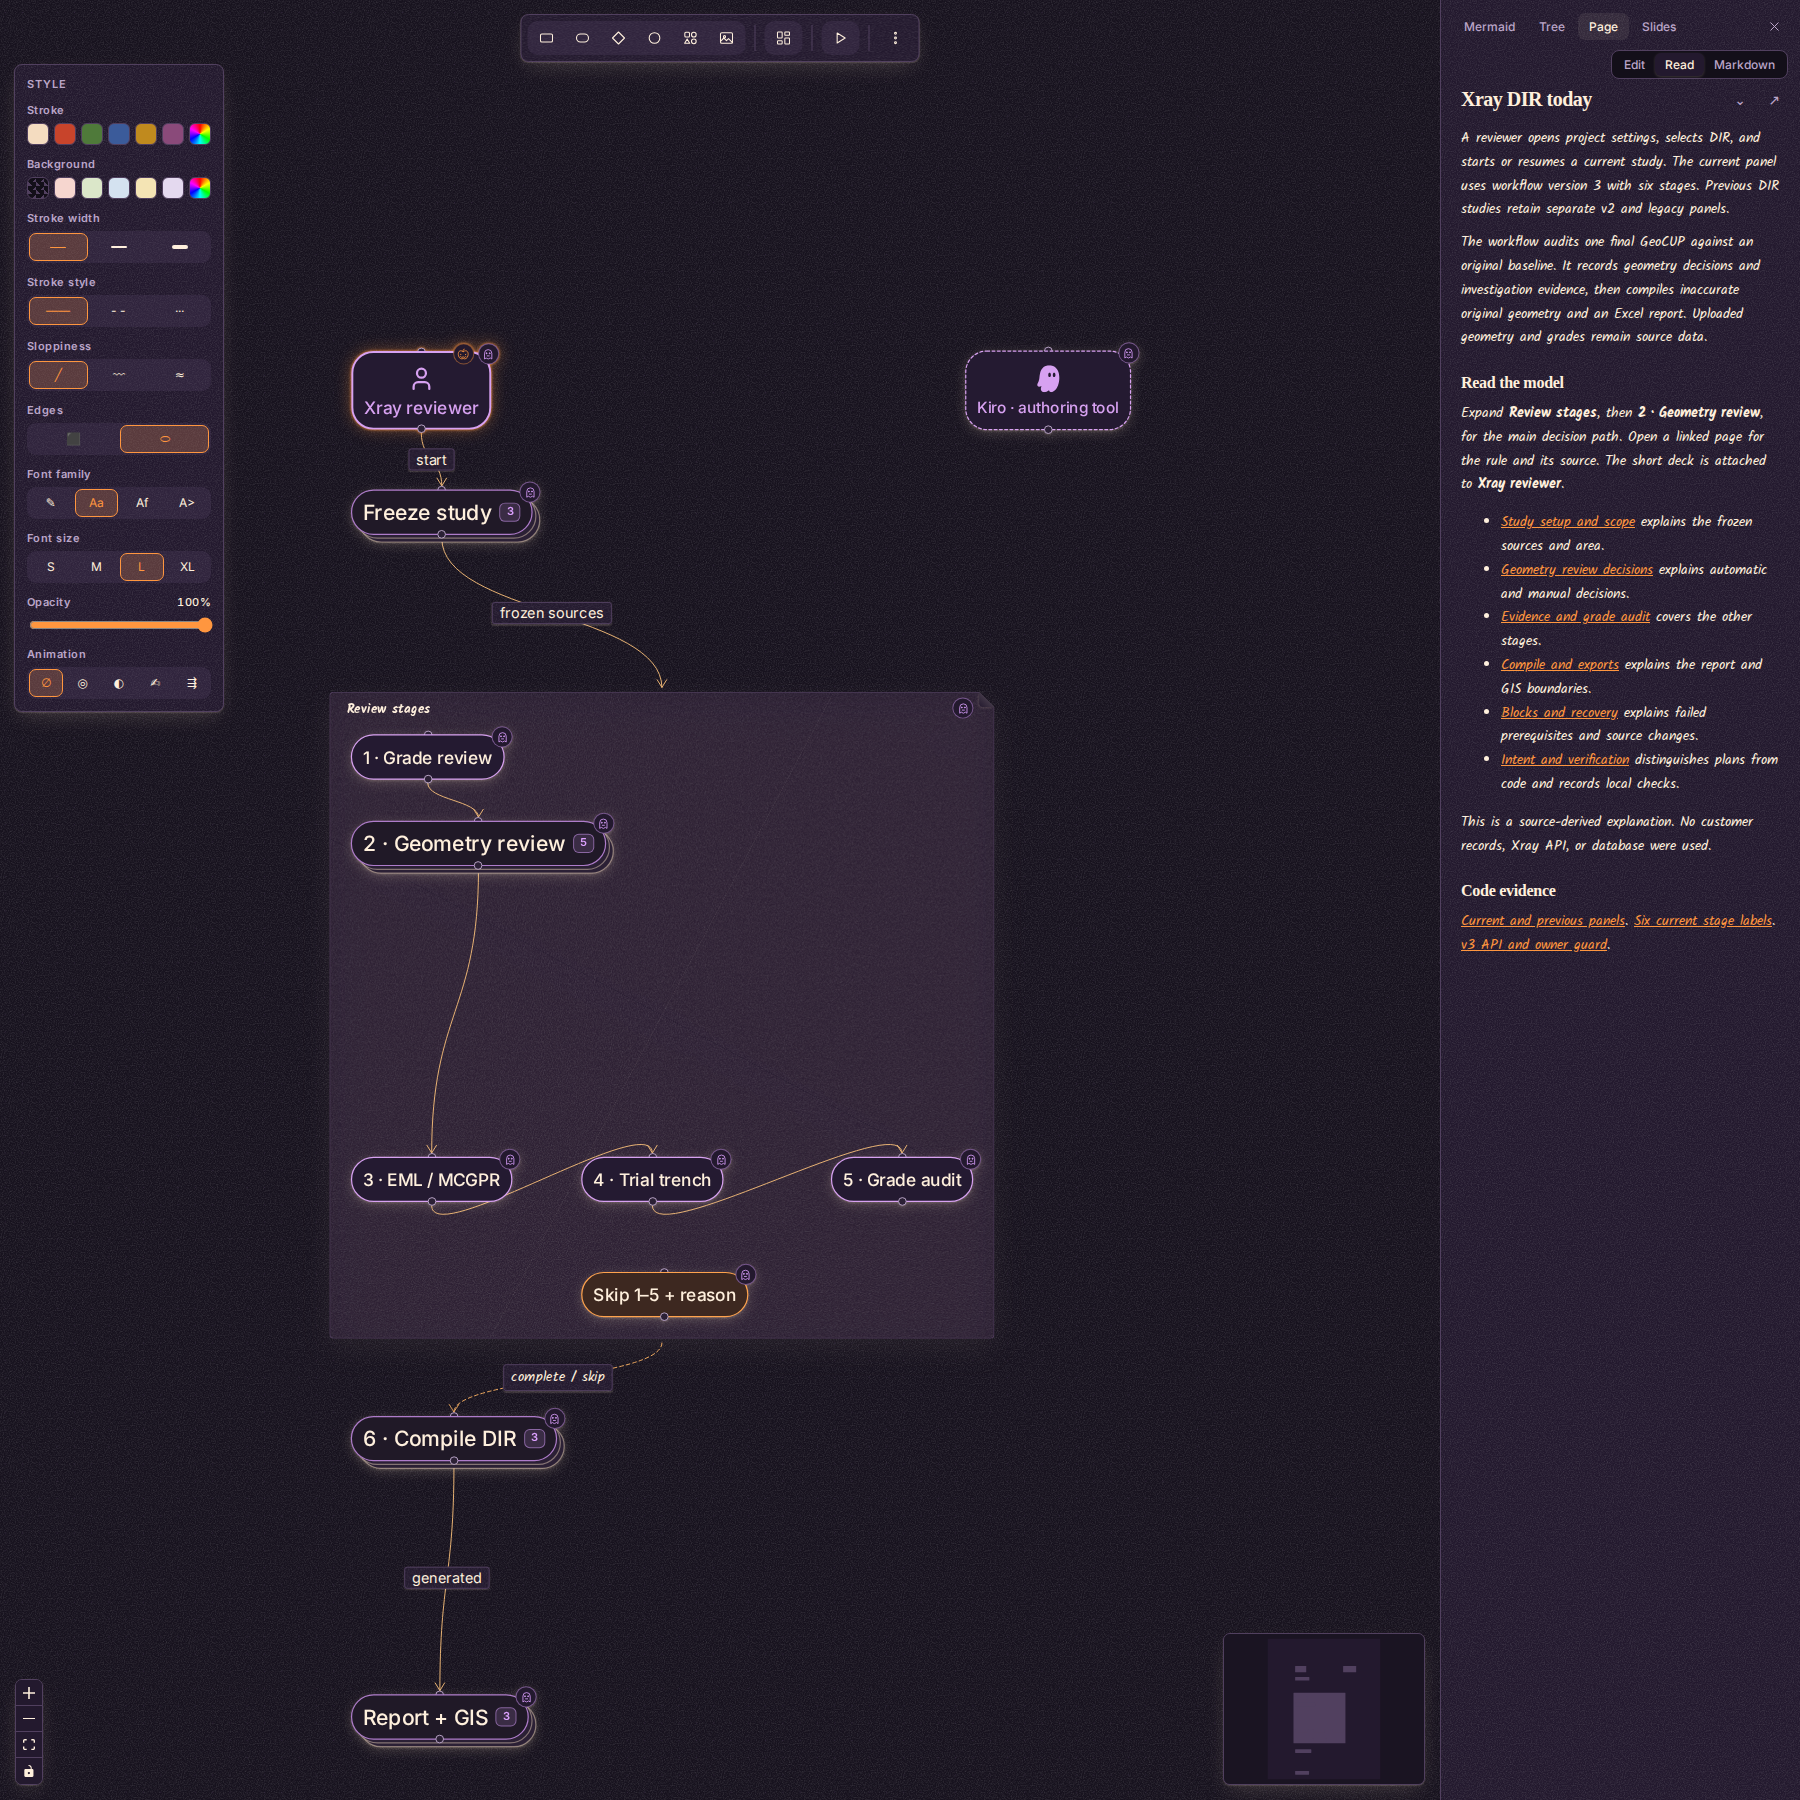 Mermaid Tree Page Slides
Edit Read Markdown
STYLE
Stroke
Background
Stroke width
Stroke style
Sloppiness
Edges
Font family
Aa Af A>
Font size
S M L XL
Opacity 100%
Animation
Xray reviewer
Kiro · authoring tool
start
Freeze study 3
frozen sources
Review stages
1 · Grade review
2 · Geometry review 5
3 · EML / MCGPR
4 · Trial trench
5 · Grade audit
Skip 1–5 + reason
complete / skip
6 · Compile DIR 3
generated
Report + GIS 3
Xray DIR today
A reviewer opens project settings, selects DIR, and
starts or resumes a current study. The current panel
uses workflow version 3 with six stages. Previous DIR
studies retain separate v2 and legacy panels.
The workflow audits one final GeoCUP against an
original baseline. It records geometry decisions and
investigation evidence, then compiles inaccurate
original geometry and an Excel report. Uploaded
geometry and grades remain source data.
Read the model
Expand Review stages, then 2 · Geometry review,
for the main decision path. Open a linked page for
the rule and its source. The short deck is attached
to Xray reviewer.
Study setup and scope explains the frozen
sources and area.
Geometry review decisions explains automatic
and manual decisions.
Evidence and grade audit covers the other
stages.
Compile and exports explains the report and
GIS boundaries.
Blocks and recovery explains failed
prerequisites and source changes.
Intent and verification distinguishes plans from
code and records local checks.
This is a source-derived explanation. No customer
records, Xray API, or database were used.
Code evidence
Current and previous panels. Six current stage labels.
v3 API and owner guard.